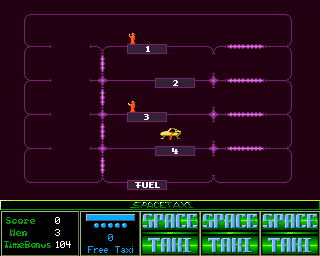 1
2
3
4
FUEL
SPACETAXI
Score 0
Men 3
TimeBonus 104
0
Free Taxi
SPACE SPACE SPACE
TAXI TAXI TAXI